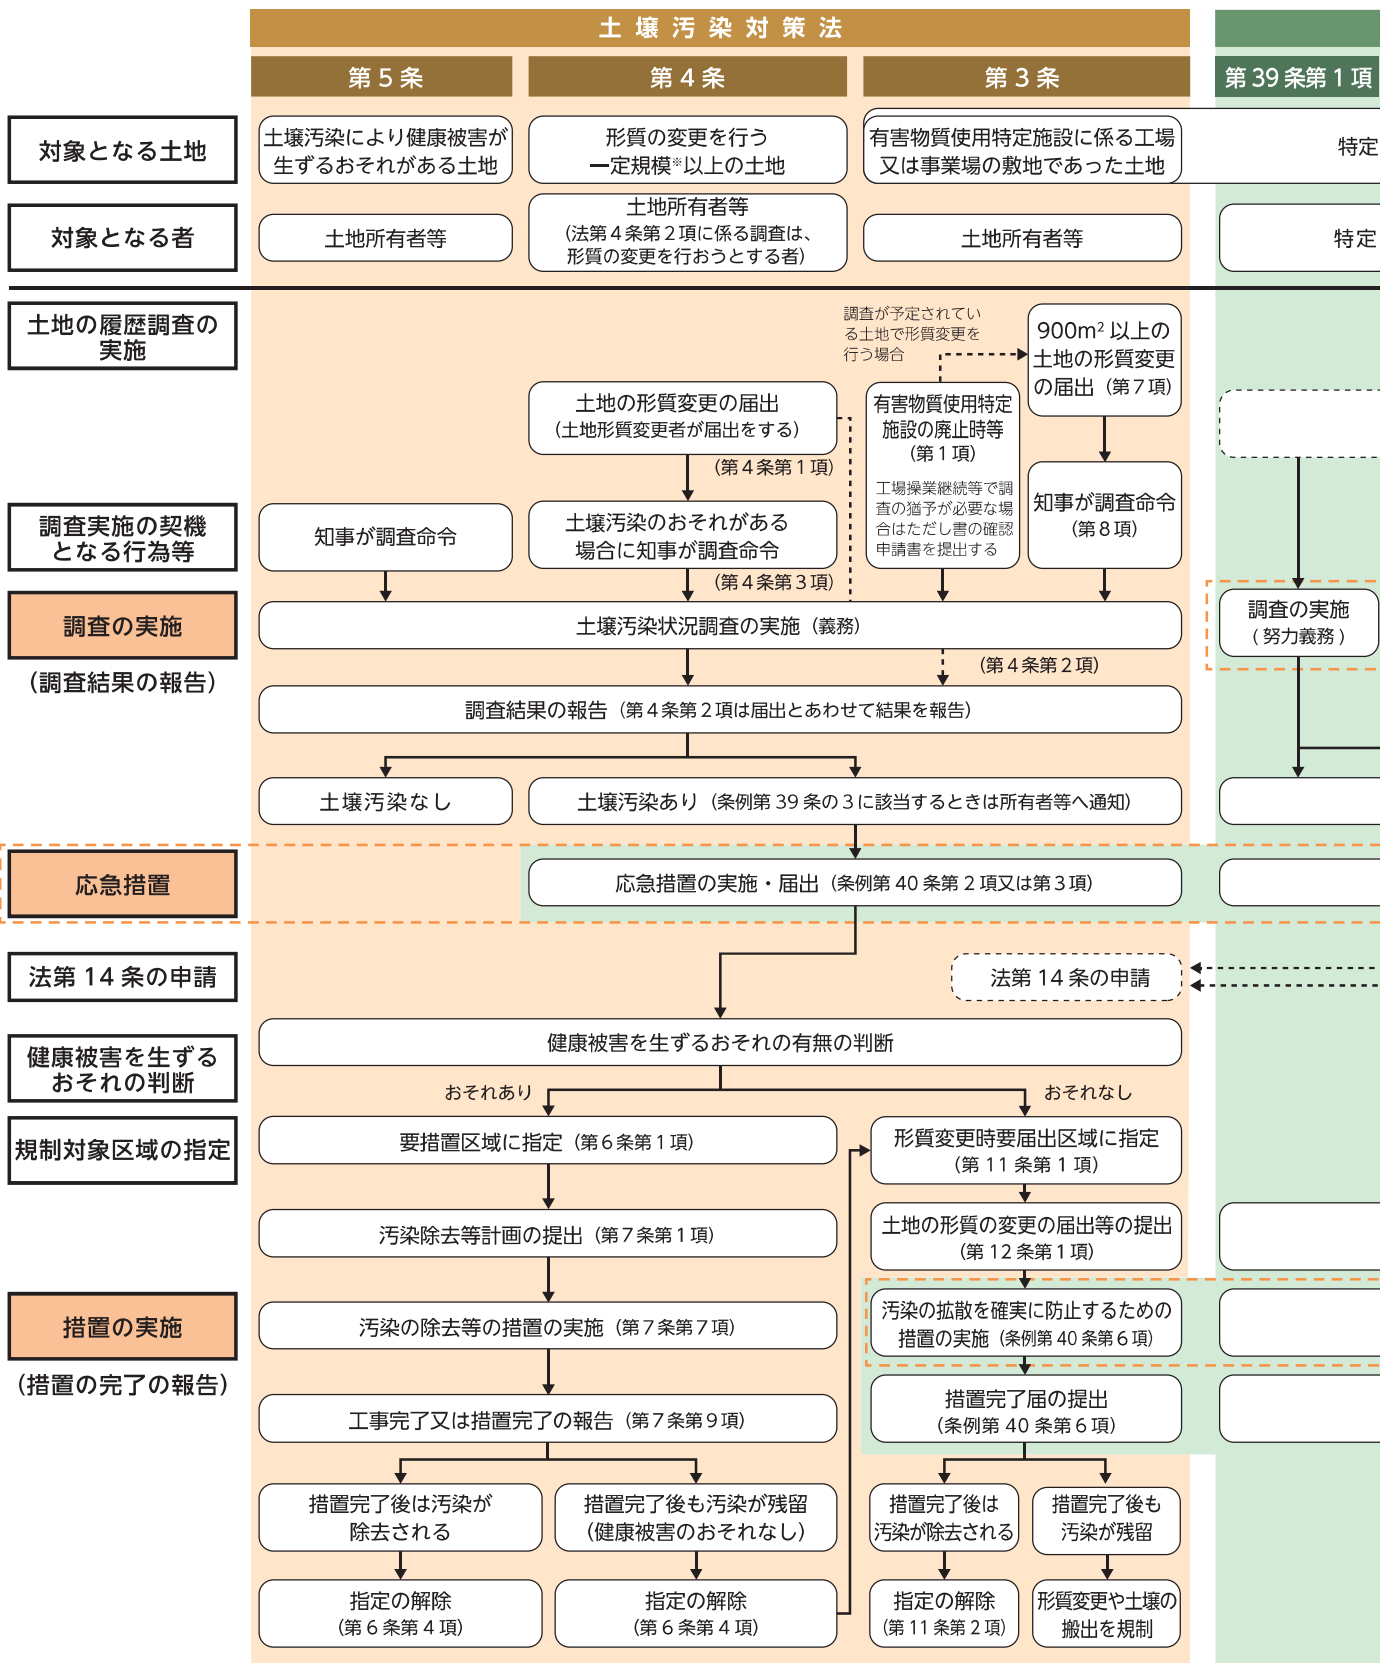 土壌汚染対策法
第5条
第4条
第3条
第39条第1項
対象となる土地
土壌汚染により健康被害が
生ずるおそれがある土地
形質の変更を行う
一定規模※以上の土地
有害物質使用特定施設に係る工場
又は事業場の敷地であった土地
特定
対象となる者
土地所有者等
土地所有者等
（法第4条第2項に係る調査は、
形質の変更を行おうとする者）
土地所有者等
特定
土地の履歴調査の
実施
調査が予定されてい
る土地で形質変更を
行う場合
900m²以上の
土地の形質変更
の届出（第7項）
土地の形質変更の届出
（土地形質変更者が届出をする）
（第4条第1項）
有害物質使用特定
施設の廃止時等
（第1項）
工場操業継続等で調
査の猶予が必要な場
合はただし書の確認
申請書を提出する
調査実施の契機
となる行為等
知事が調査命令
土壌汚染のおそれがある
場合に知事が調査命令
（第4条第3項）
知事が調査命令
（第8項）
調査の実施
（調査結果の報告）
土壌汚染状況調査の実施（義務）
調査の実施
（努力義務）
（第4条第2項）
調査結果の報告（第4条第2項は届出とあわせて結果を報告）
土壌汚染なし
土壌汚染あり（条例第39条の3に該当するときは所有者等へ通知）
応急措置
応急措置の実施・届出（条例第40条第2項又は第3項）
法第14条の申請
法第14条の申請
健康被害を生ずる
おそれの判断
健康被害を生ずるおそれの有無の判断
おそれあり
おそれなし
規制対象区域の指定
要措置区域に指定（第6条第1項）
形質変更時要届出区域に指定
（第11条第1項）
汚染除去等計画の提出（第7条第1項）
土地の形質の変更の届出等の提出
（第12条第1項）
措置の実施
（措置の完了の報告）
汚染の除去等の措置の実施（第7条第7項）
汚染の拡散を確実に防止するための
措置の実施（条例第40条第6項）
工事完了又は措置完了の報告（第7条第9項）
措置完了届の提出
（条例第40条第6項）
措置完了後は汚染が
除去される
措置完了後も汚染が残留
（健康被害のおそれなし）
措置完了後は
汚染が除去される
措置完了後も
汚染が残留
指定の解除
（第6条第4項）
指定の解除
（第6条第4項）
指定の解除
（第11条第2項）
形質変更や土壌の
搬出を規制